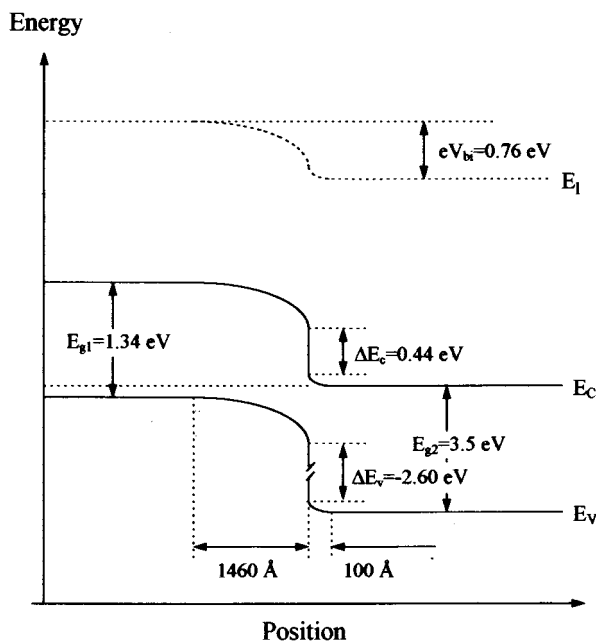 Energy
eV_bi=0.76 eV
E_l
E_g1=1.34 eV
ΔE_c=0.44 eV
E_C
E_g2=3.5 eV
ΔE_v=-2.60 eV
E_V
1460 Å
100 Å
Position